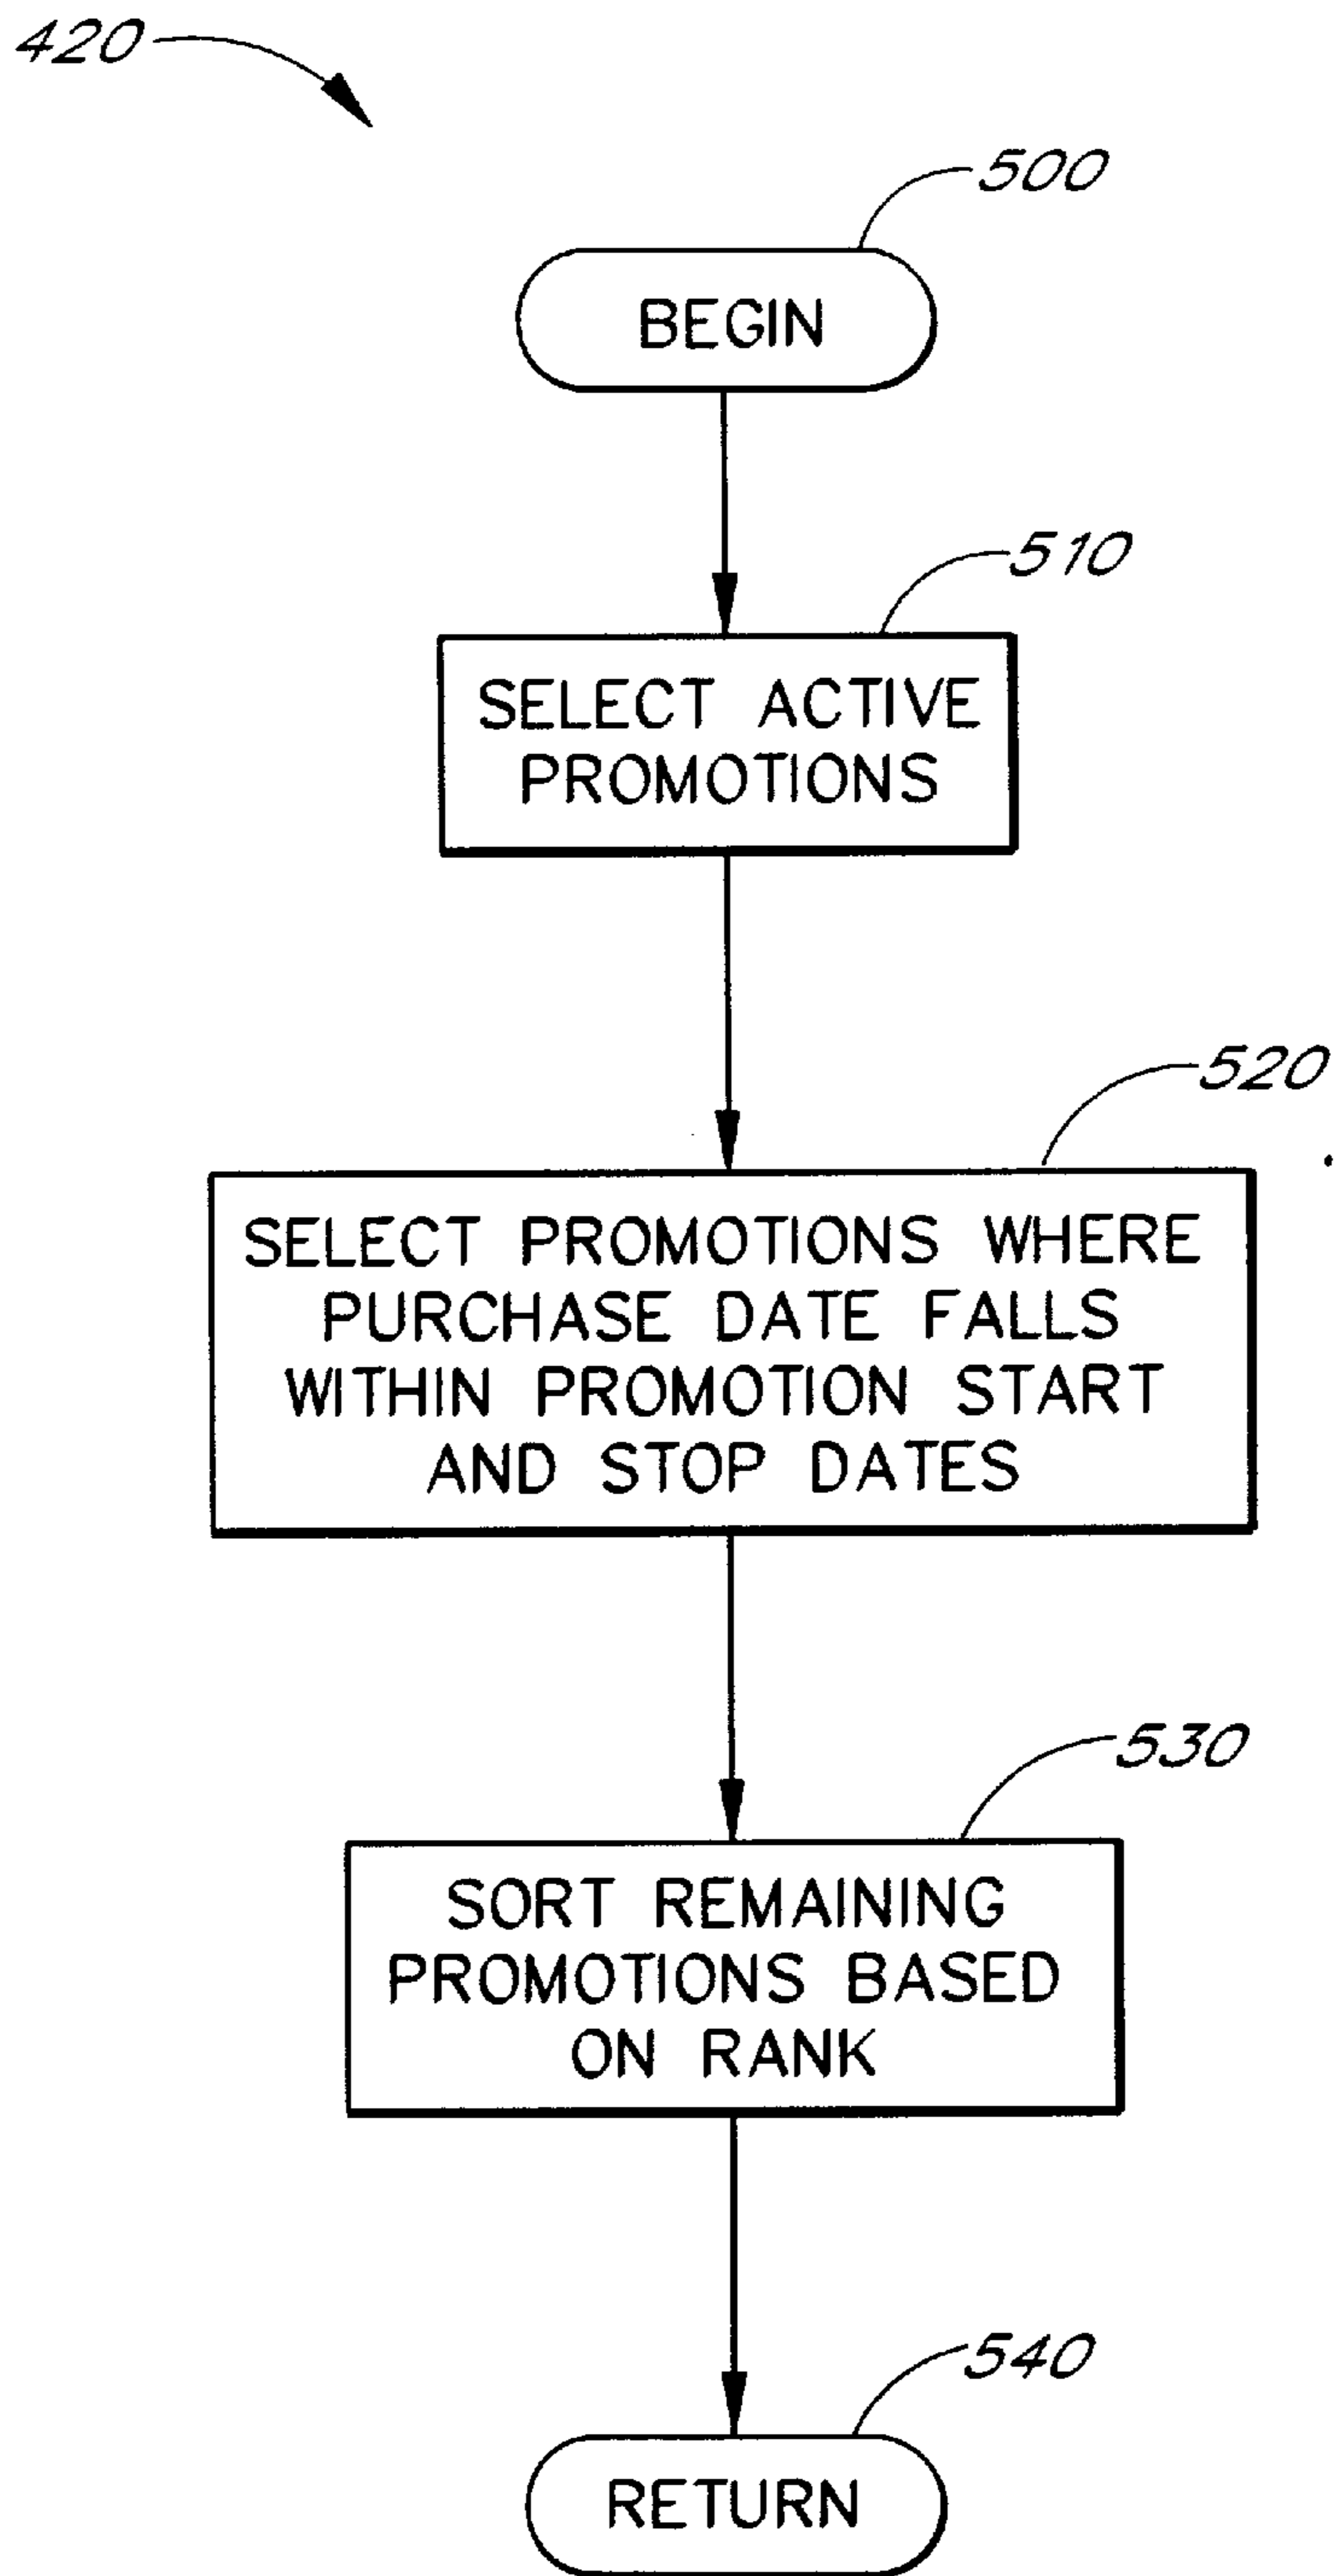 420
500
BEGIN
510
SELECT ACTIVE
PROMOTIONS
520
SELECT PROMOTIONS WHERE
PURCHASE DATE FALLS
WITHIN PROMOTION START
AND STOP DATES
530
SORT REMAINING
PROMOTIONS BASED
ON RANK
540
RETURN